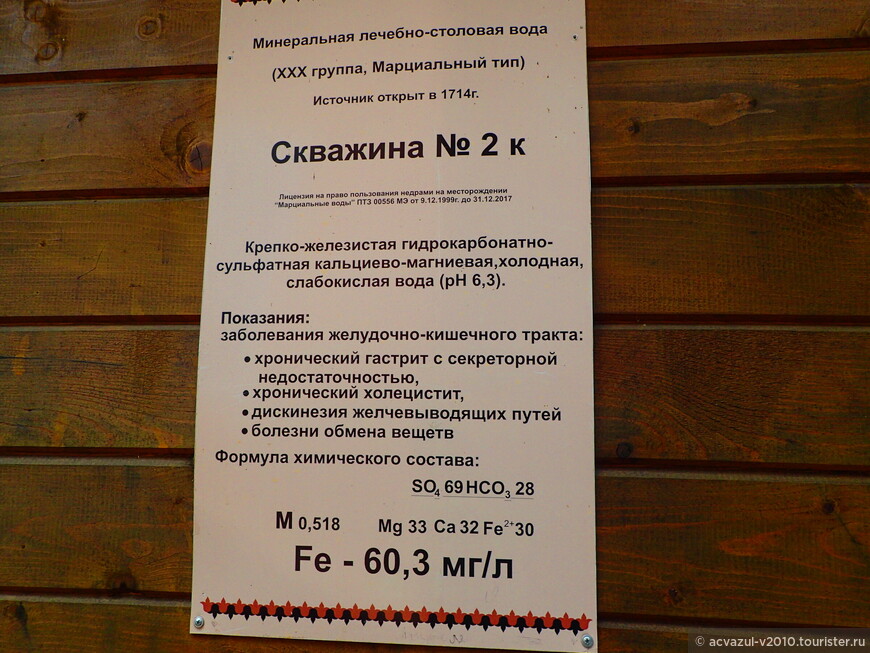 Минеральная лечебно-столовая вода
(XXX группа, Марциальный тип)
Источник открыт в 1714г.
Скважина № 2 к
Лицензия на право пользования недрами на месторождении
"Марциальные воды" ПТЗ 00556 МЭ от 9.12.1999г. до 31.12.2017
Крепко-железистая гидрокарбонатно-
сульфатная кальциево-магниевая,холодная,
слабокислая вода (pH 6,3).
Показания:
заболевания желудочно-кишечного тракта:
• хронический гастрит с секреторной
недостаточностью,
• хронический холецистит,
• дискинезия желчевыводящих путей
• болезни обмена вещетв
Формула химического состава:
SO₄ 69 HCO₃ 28
М 0,518 Mg 33 Ca 32 Fe²⁺30
Fe - 60,3 мг/л
© acvazul-v2010.tourister.ru